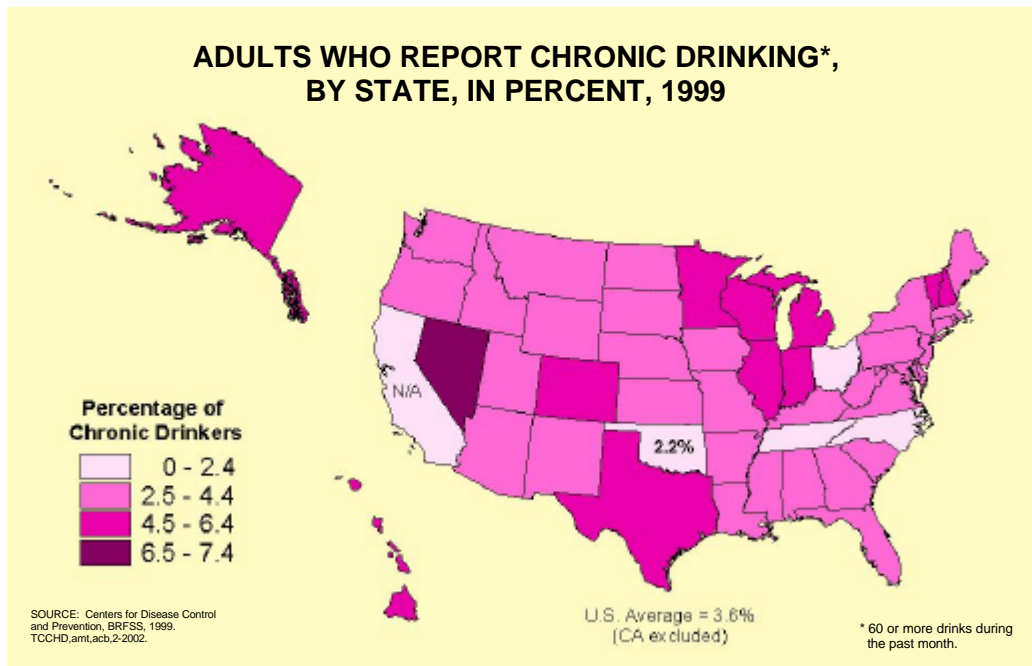 ADULTS WHO REPORT CHRONIC DRINKING*,
BY STATE, IN PERCENT, 1999
N/A
2.2%
Percentage of
Chronic Drinkers
0 - 2.4
2.5 - 4.4
4.5 - 6.4
6.5 - 7.4
SOURCE: Centers for Disease Control
and Prevention, BRFSS, 1999.
TCCHD,amt,acb,2-2002.
U.S. Average = 3.6%
(CA excluded)
* 60 or more drinks during
the past month.